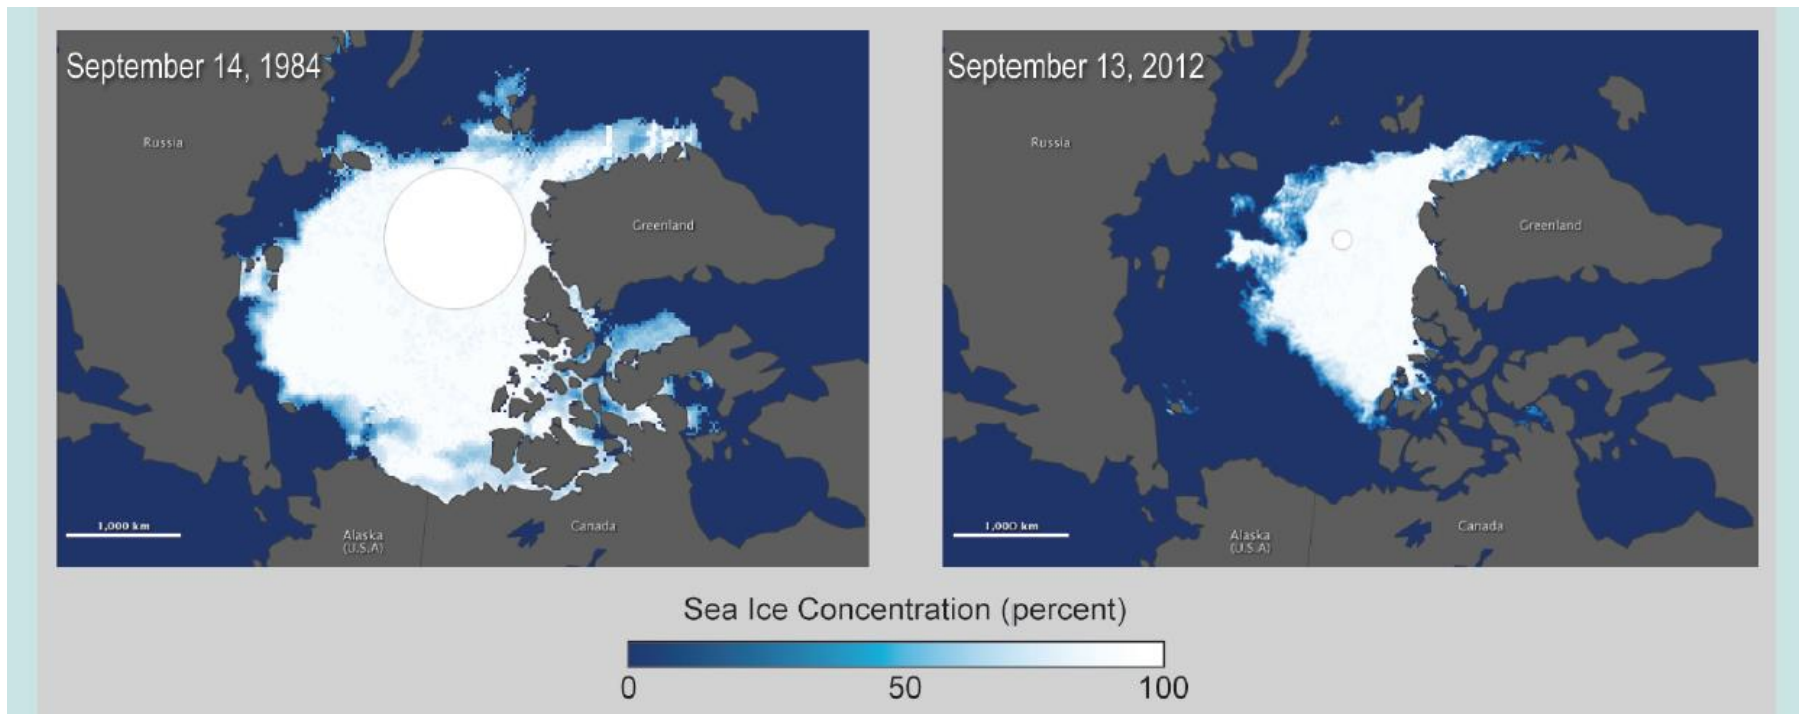 September 14, 1984
Russia
Greenland
1,000 km
Alaska
(U.S.A)
Canada
September 13, 2012
Russia
Greenland
1,000 km
Alaska
(U.S.A)
Canada
Sea Ice Concentration (percent)
0 50 100